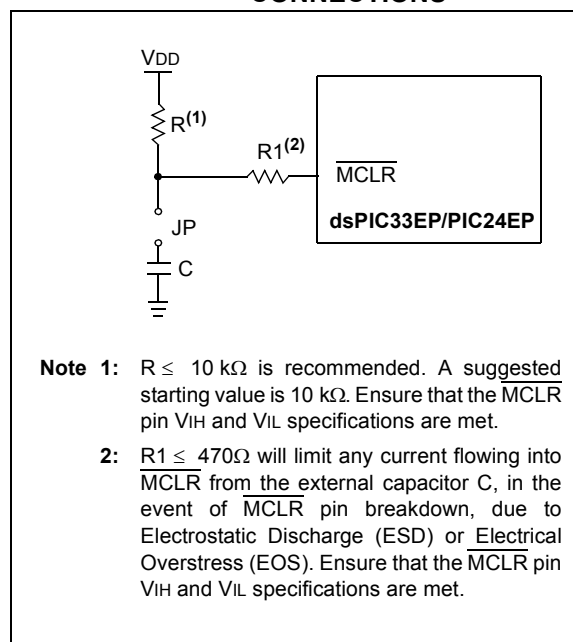 CONNECTIONS
VDD
R(1)
R1(2)
MCLR
JP
dsPIC33EP/PIC24EP
C
Note 1: R ≤ 10 kΩ is recommended. A suggested
starting value is 10 kΩ. Ensure that the MCLR
pin VIH and VIL specifications are met.
2: R1 ≤ 470Ω will limit any current flowing into
MCLR from the external capacitor C, in the
event of MCLR pin breakdown, due to
Electrostatic Discharge (ESD) or Electrical
Overstress (EOS). Ensure that the MCLR pin
VIH and VIL specifications are met.